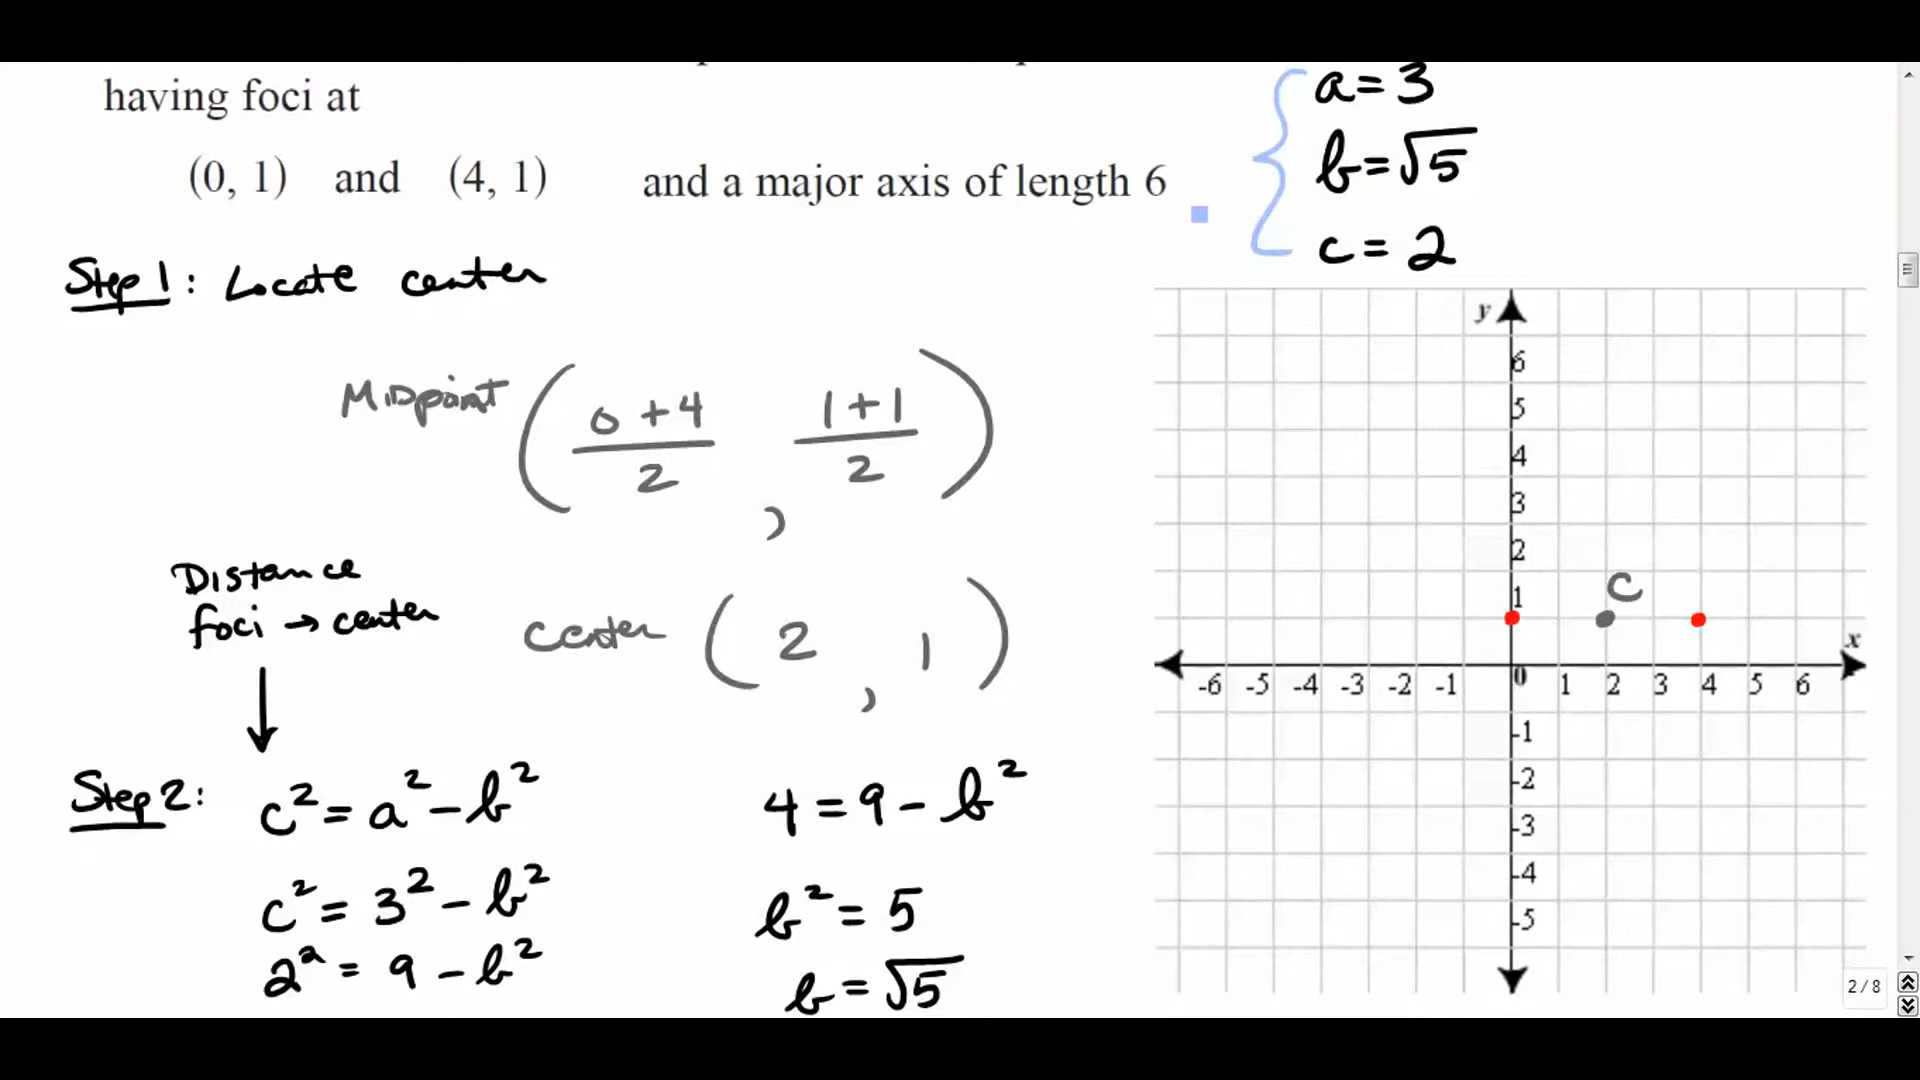 having foci at
(0, 1) and (4, 1) and a major axis of length 6
a = 3
b = √5
c = 2
Step 1: Locate center
Midpoint ( 0 + 4 / 2 , 1 + 1 / 2 )
Distance
foci → center
center ( 2 , 1 )
Step 2: c² = a² − b²
c² = 3² − b²
2² = 9 − b²
4 = 9 − b²
b² = 5
b = √5
y
6
5
4
3
2
1
C
x
-6 -5 -4 -3 -2 -1 0 1 2 3 4 5 6
-1
-2
-3
-4
-5
2 / 8